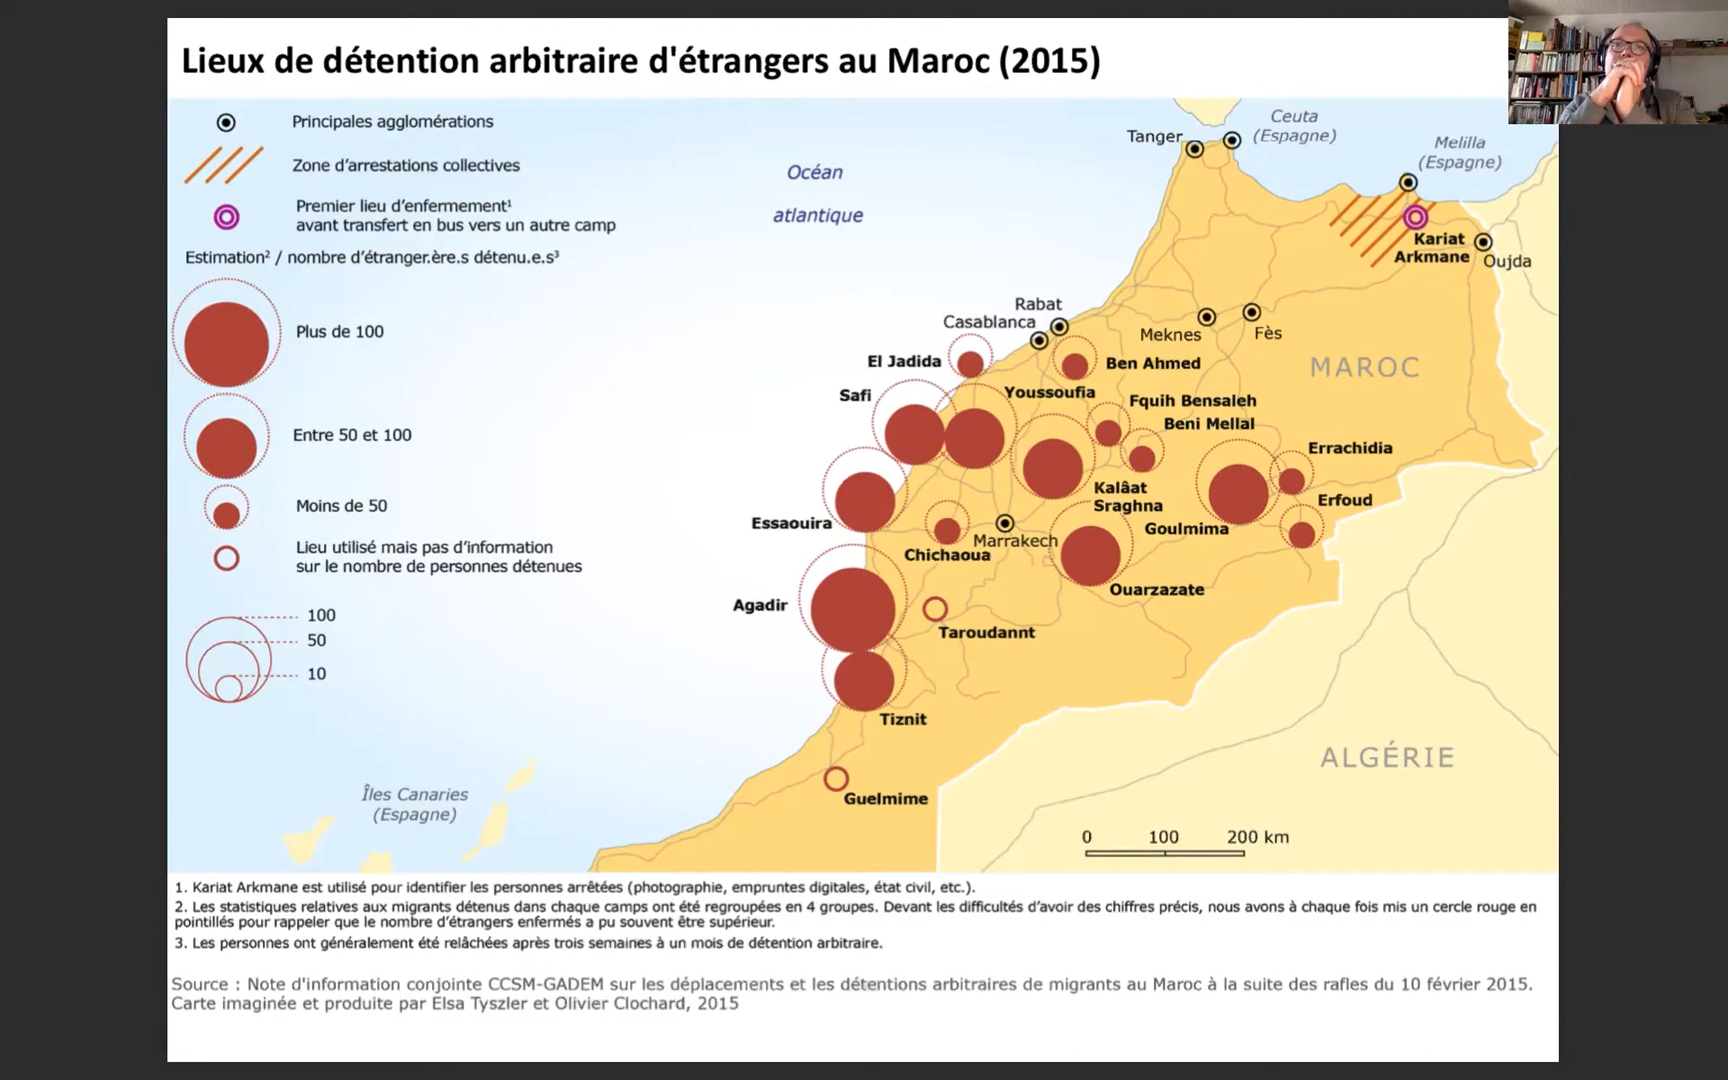 Lieux de détention arbitraire d'étrangers au Maroc (2015)
Principales agglomérations
Zone d’arrestations collectives
Premier lieu d’enfermement¹
avant transfert en bus vers un autre camp
Estimation² / nombre d’étranger.ère.s détenu.e.s³
Plus de 100
Entre 50 et 100
Moins de 50
Lieu utilisé mais pas d’information
sur le nombre de personnes détenues
100
50
10
Océan
atlantique
Tanger
Ceuta
(Espagne)
Melilla
(Espagne)
Kariat
Arkmane
Oujda
Rabat
Casablanca
Meknes
Fès
El Jadida
Ben Ahmed
MAROC
Safi
Youssoufia
Fquih Bensaleh
Beni Mellal
Errachidia
Kalâat
Sraghna
Erfoud
Essaouira
Goulmima
Marrakech
Chichaoua
Ouarzazate
Agadir
Taroudannt
Tiznit
Guelmime
ALGÉRIE
Îles Canaries
(Espagne)
0 100 200 km
1. Kariat Arkmane est utilisé pour identifier les personnes arrêtées (photographie, empruntes digitales, état civil, etc.).
2. Les statistiques relatives aux migrants détenus dans chaque camps ont été regroupées en 4 groupes. Devant les difficultés d’avoir des chiffres précis, nous avons à chaque fois mis un cercle rouge en
pointillés pour rappeler que le nombre d’étrangers enfermés a pu souvent être supérieur.
3. Les personnes ont généralement été relâchées après trois semaines à un mois de détention arbitraire.
Source : Note d'information conjointe CCSM-GADEM sur les déplacements et les détentions arbitraires de migrants au Maroc à la suite des rafles du 10 février 2015.
Carte imaginée et produite par Elsa Tyszler et Olivier Clochard, 2015